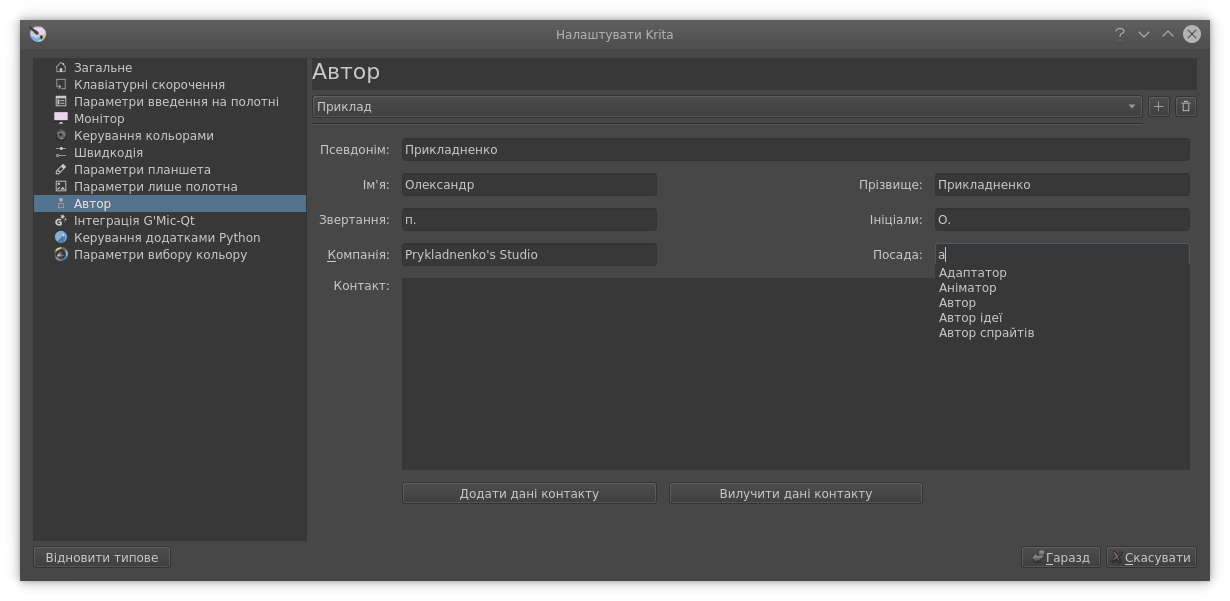 Налаштувати Krita
Загальне
Клавіатурні скорочення
Параметри введення на полотні
Монітор
Керування кольорами
Швидкодія
Параметри планшета
Параметри лише полотна
Автор
Інтеграція G'Mic-Qt
Керування додатками Python
Параметри вибору кольору
Автор
Приклад
Псевдонім: Прикладненко
Ім'я: Олександр Прізвище: Прикладненко
Звертання: п. Ініціали: О.
Компанія: Prykladnenko's Studio Посада: а
Адаптатор
Аніматор
Автор
Автор ідеї
Автор спрайтів
Контакт:
Додати дані контакту Вилучити дані контакту
Відновити типове Гаразд Скасувати